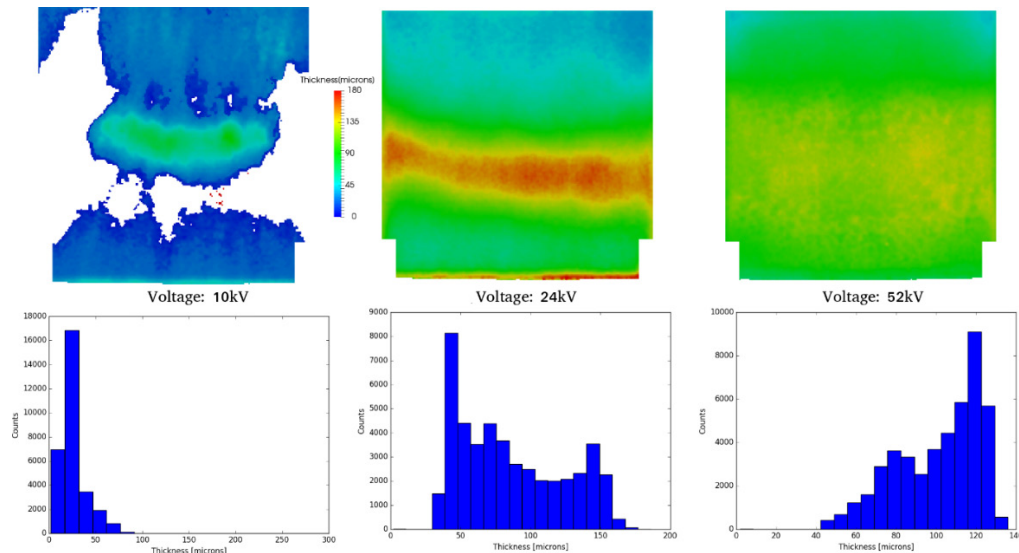 Thickness(microns)
180
135
90
45
0
Voltage: 10kV
Voltage: 24kV
Voltage: 52kV
18000
16000
14000
12000
10000
8000
6000
4000
2000
0
Counts
0 50 100 150 200 250 300
Thickness [microns]
9000
8000
7000
6000
5000
4000
3000
2000
1000
0
Counts
0 50 100 150 200
Thickness [microns]
10000
8000
6000
4000
2000
0
Counts
0 20 40 60 80 100 120 140
Thickness [microns]